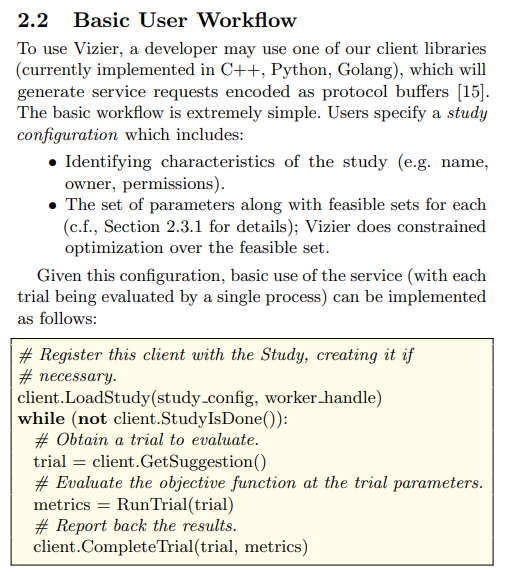 2.2 Basic User Workflow
To use Vizier, a developer may use one of our client libraries
(currently implemented in C++, Python, Golang), which will
generate service requests encoded as protocol buffers [15].
The basic workflow is extremely simple. Users specify a study
configuration which includes:
• Identifying characteristics of the study (e.g. name,
owner, permissions).
• The set of parameters along with feasible sets for each
(c.f., Section 2.3.1 for details); Vizier does constrained
optimization over the feasible set.
Given this configuration, basic use of the service (with each
trial being evaluated by a single process) can be implemented
as follows:
# Register this client with the Study, creating it if
# necessary.
client.LoadStudy(study_config, worker_handle)
while (not client.StudyIsDone()):
# Obtain a trial to evaluate.
trial = client.GetSuggestion()
# Evaluate the objective function at the trial parameters.
metrics = RunTrial(trial)
# Report back the results.
client.CompleteTrial(trial, metrics)